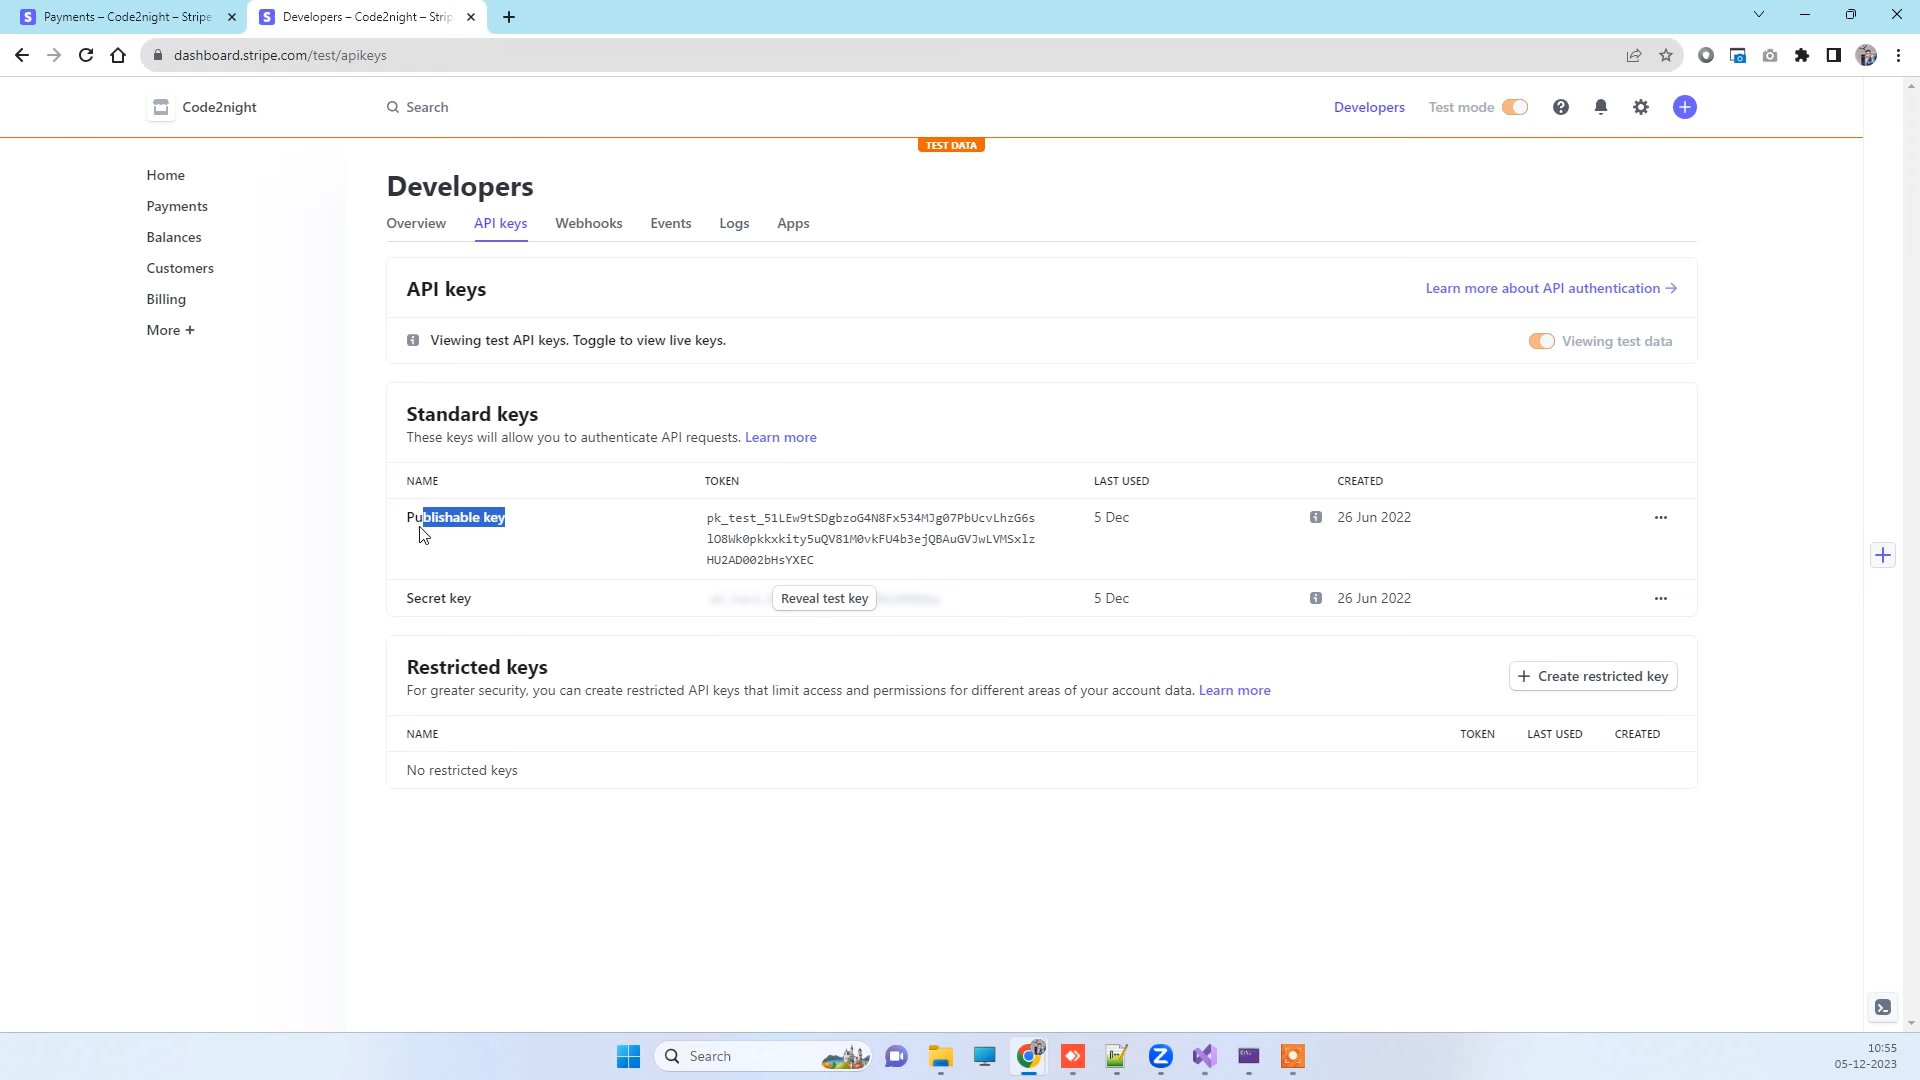 Payments – Code2night – Stripe
Developers – Code2night – Strip
dashboard.stripe.com/test/apikeys
Code2night
Search
Developers
Test mode
TEST DATA
Home
Payments
Balances
Customers
Billing
More +
Developers
Overview
API keys
Webhooks
Events
Logs
Apps
API keys
Learn more about API authentication →
Viewing test API keys. Toggle to view live keys.
Viewing test data
Standard keys
These keys will allow you to authenticate API requests. Learn more
NAME TOKEN LAST USED CREATED
Publishable key
pk_test_51LEw9tSDgbzoG4N8Fx534MJg07PbUcvLhzG6s
lO8Wk0pkkxkity5uQV81M0vkFU4b3ejQBAuGVJwLVMSxlz
HU2AD002bHsYXEC
5 Dec
26 Jun 2022
Secret key
Reveal test key
5 Dec
26 Jun 2022
Restricted keys
For greater security, you can create restricted API keys that limit access and permissions for different areas of your account data. Learn more
+ Create restricted key
NAME TOKEN LAST USED CREATED
No restricted keys
Search
10:55
05-12-2023